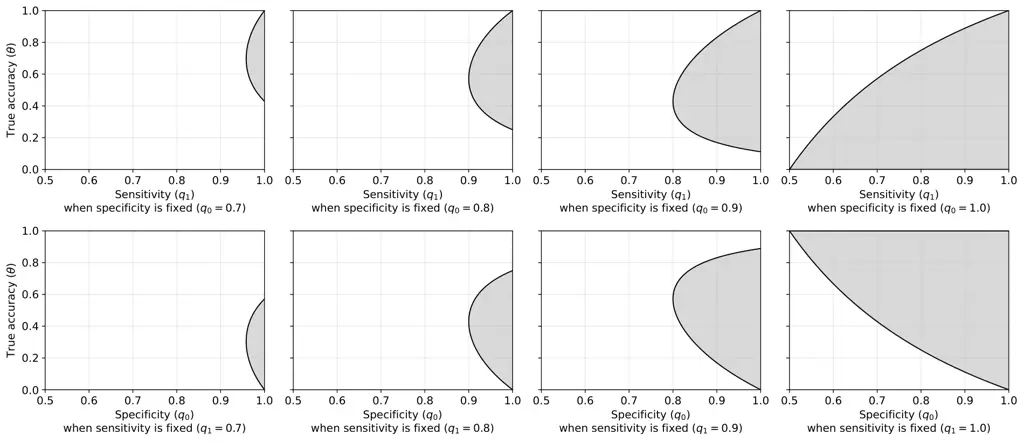 True accuracy (θ)
1.0
0.8
0.6
0.4
0.2
0.0
0.5 0.6 0.7 0.8 0.9 1.0
Sensitivity (q₁)
when specificity is fixed (q₀ = 0.7)
0.5 0.6 0.7 0.8 0.9 1.0
Sensitivity (q₁)
when specificity is fixed (q₀ = 0.8)
0.5 0.6 0.7 0.8 0.9 1.0
Sensitivity (q₁)
when specificity is fixed (q₀ = 0.9)
0.5 0.6 0.7 0.8 0.9 1.0
Sensitivity (q₁)
when specificity is fixed (q₀ = 1.0)
True accuracy (θ)
1.0
0.8
0.6
0.4
0.2
0.0
0.5 0.6 0.7 0.8 0.9 1.0
Specificity (q₀)
when sensitivity is fixed (q₁ = 0.7)
0.5 0.6 0.7 0.8 0.9 1.0
Specificity (q₀)
when sensitivity is fixed (q₁ = 0.8)
0.5 0.6 0.7 0.8 0.9 1.0
Specificity (q₀)
when sensitivity is fixed (q₁ = 0.9)
0.5 0.6 0.7 0.8 0.9 1.0
Specificity (q₀)
when sensitivity is fixed (q₁ = 1.0)